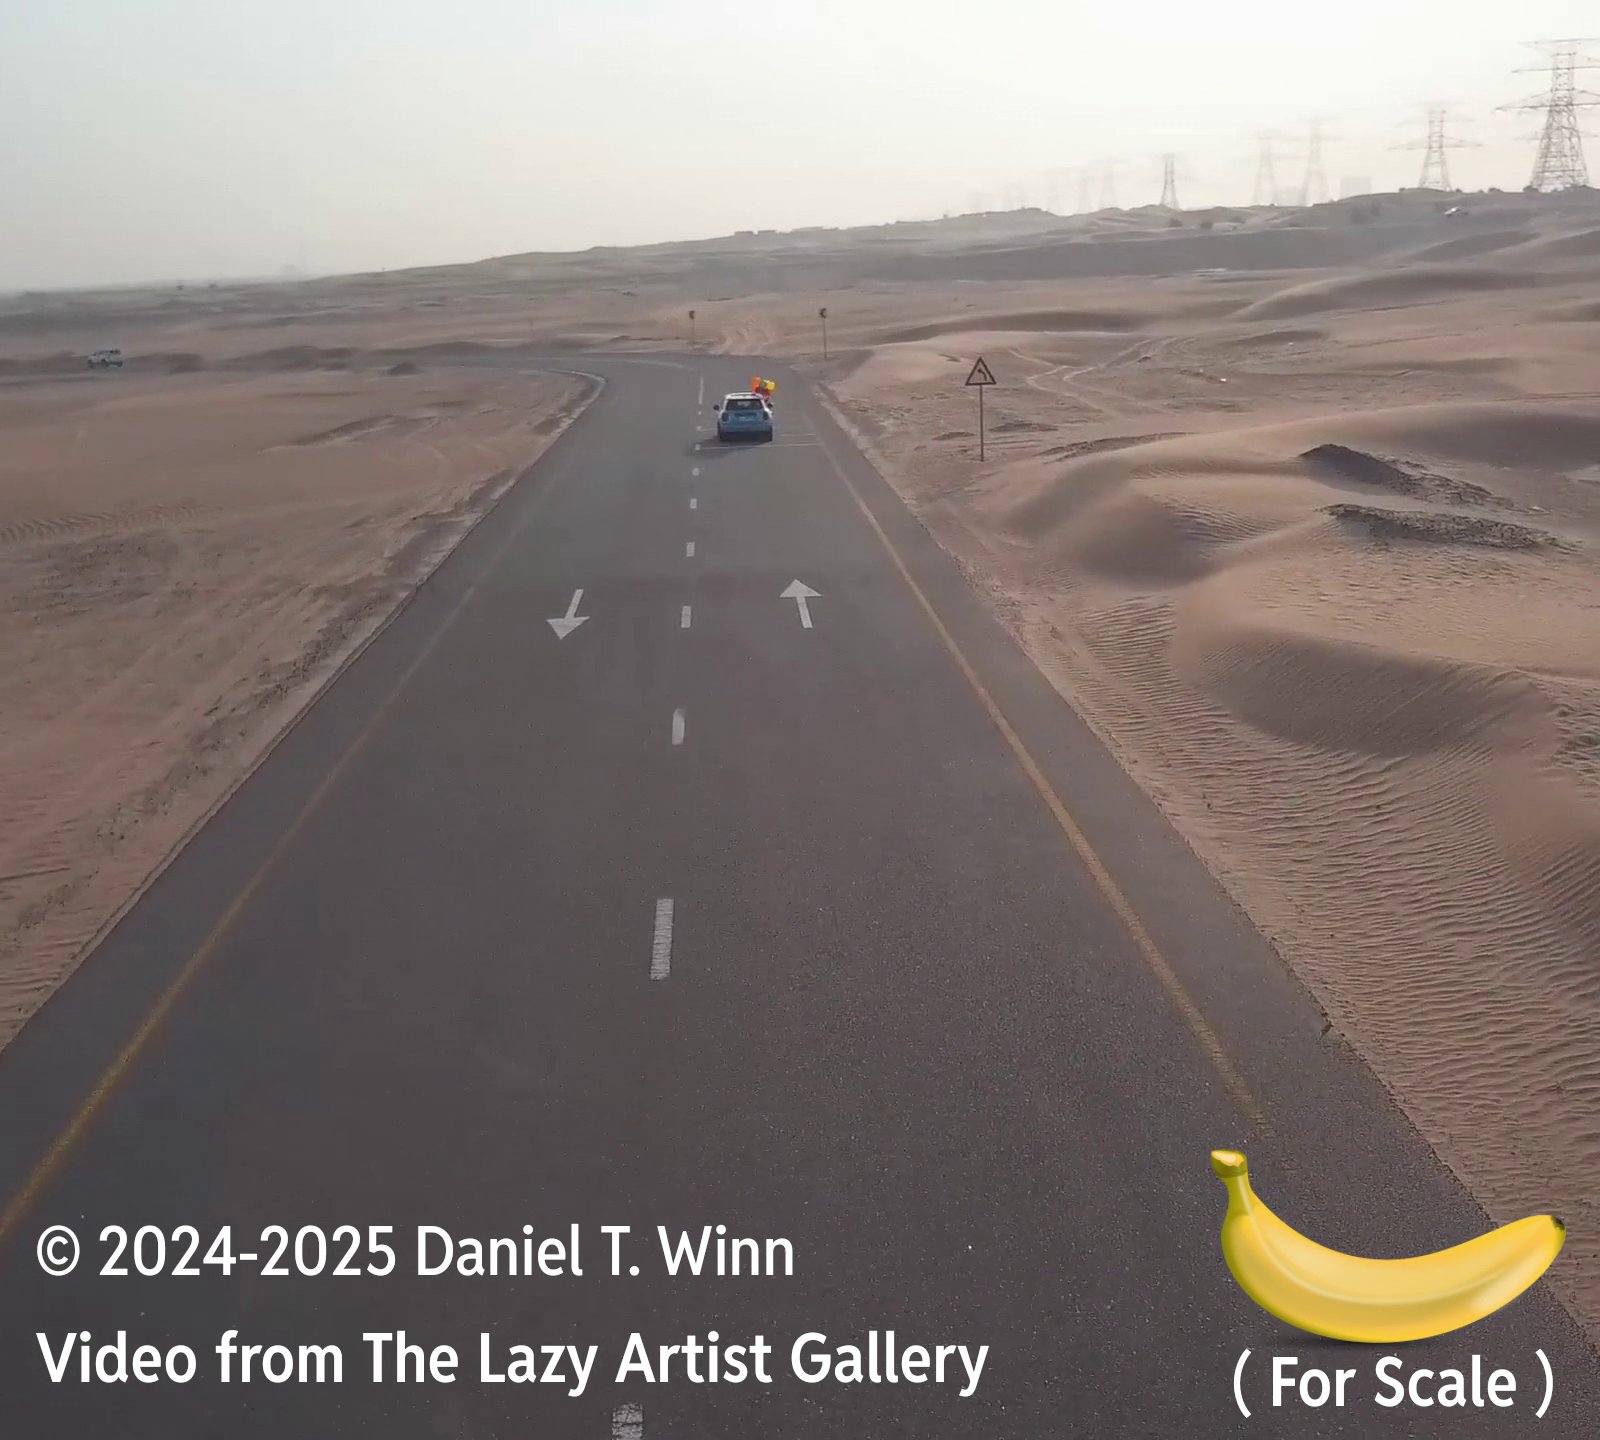 © 2024-2025 Daniel T. Winn
Video from The Lazy Artist Gallery
( For Scale )